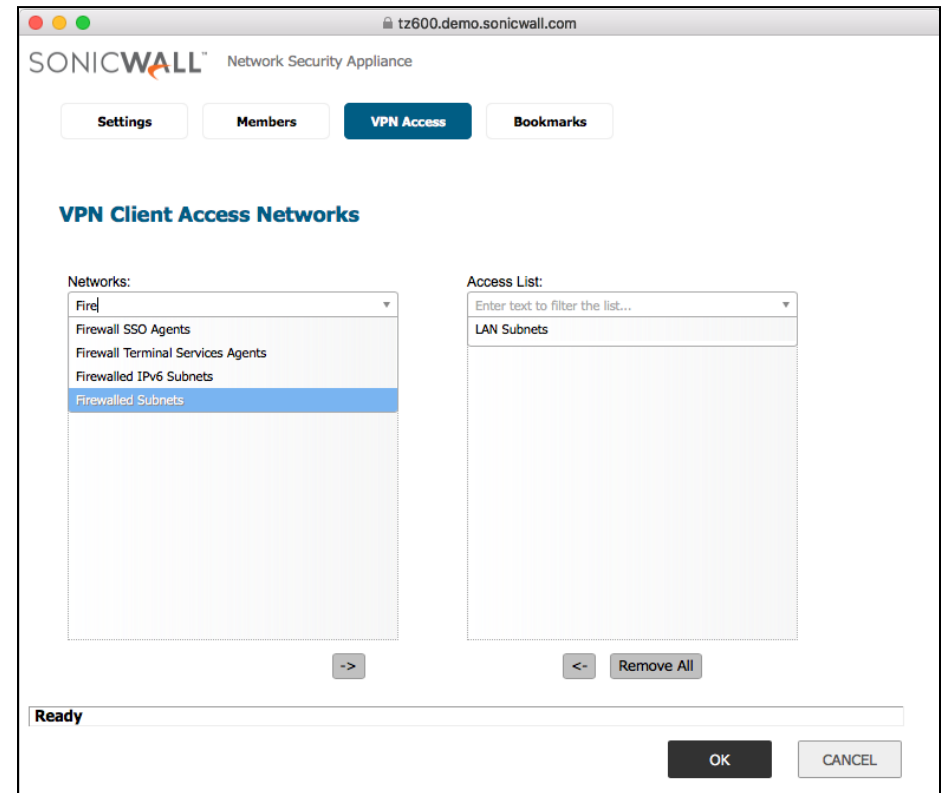 tz600.demo.sonicwall.com
SONICWALL™ Network Security Appliance
Settings Members VPN Access Bookmarks
VPN Client Access Networks
Networks: Access List:
Fire Enter text to filter the list...
Firewall SSO Agents LAN Subnets
Firewall Terminal Services Agents
Firewalled IPv6 Subnets
Firewalled Subnets
-> <- Remove All
Ready
OK CANCEL